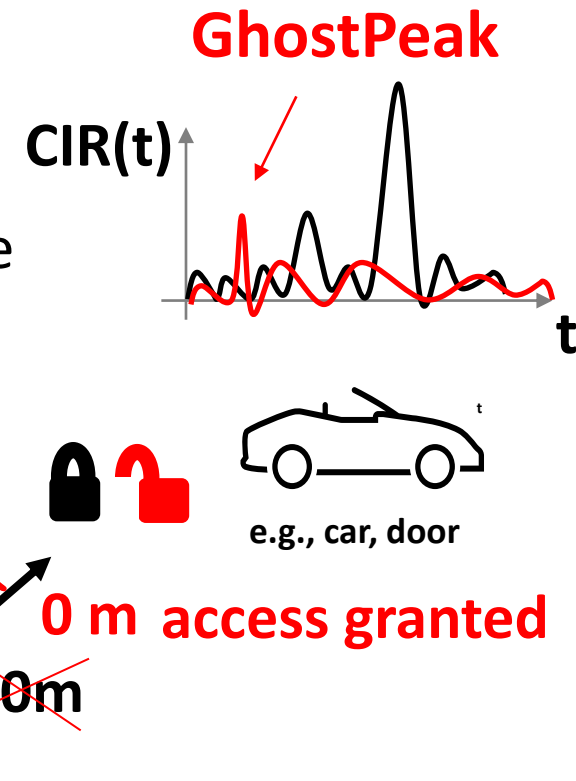 GhostPeak
CIR(t)
e
t
t
e.g., car, door
0 m access granted
0m